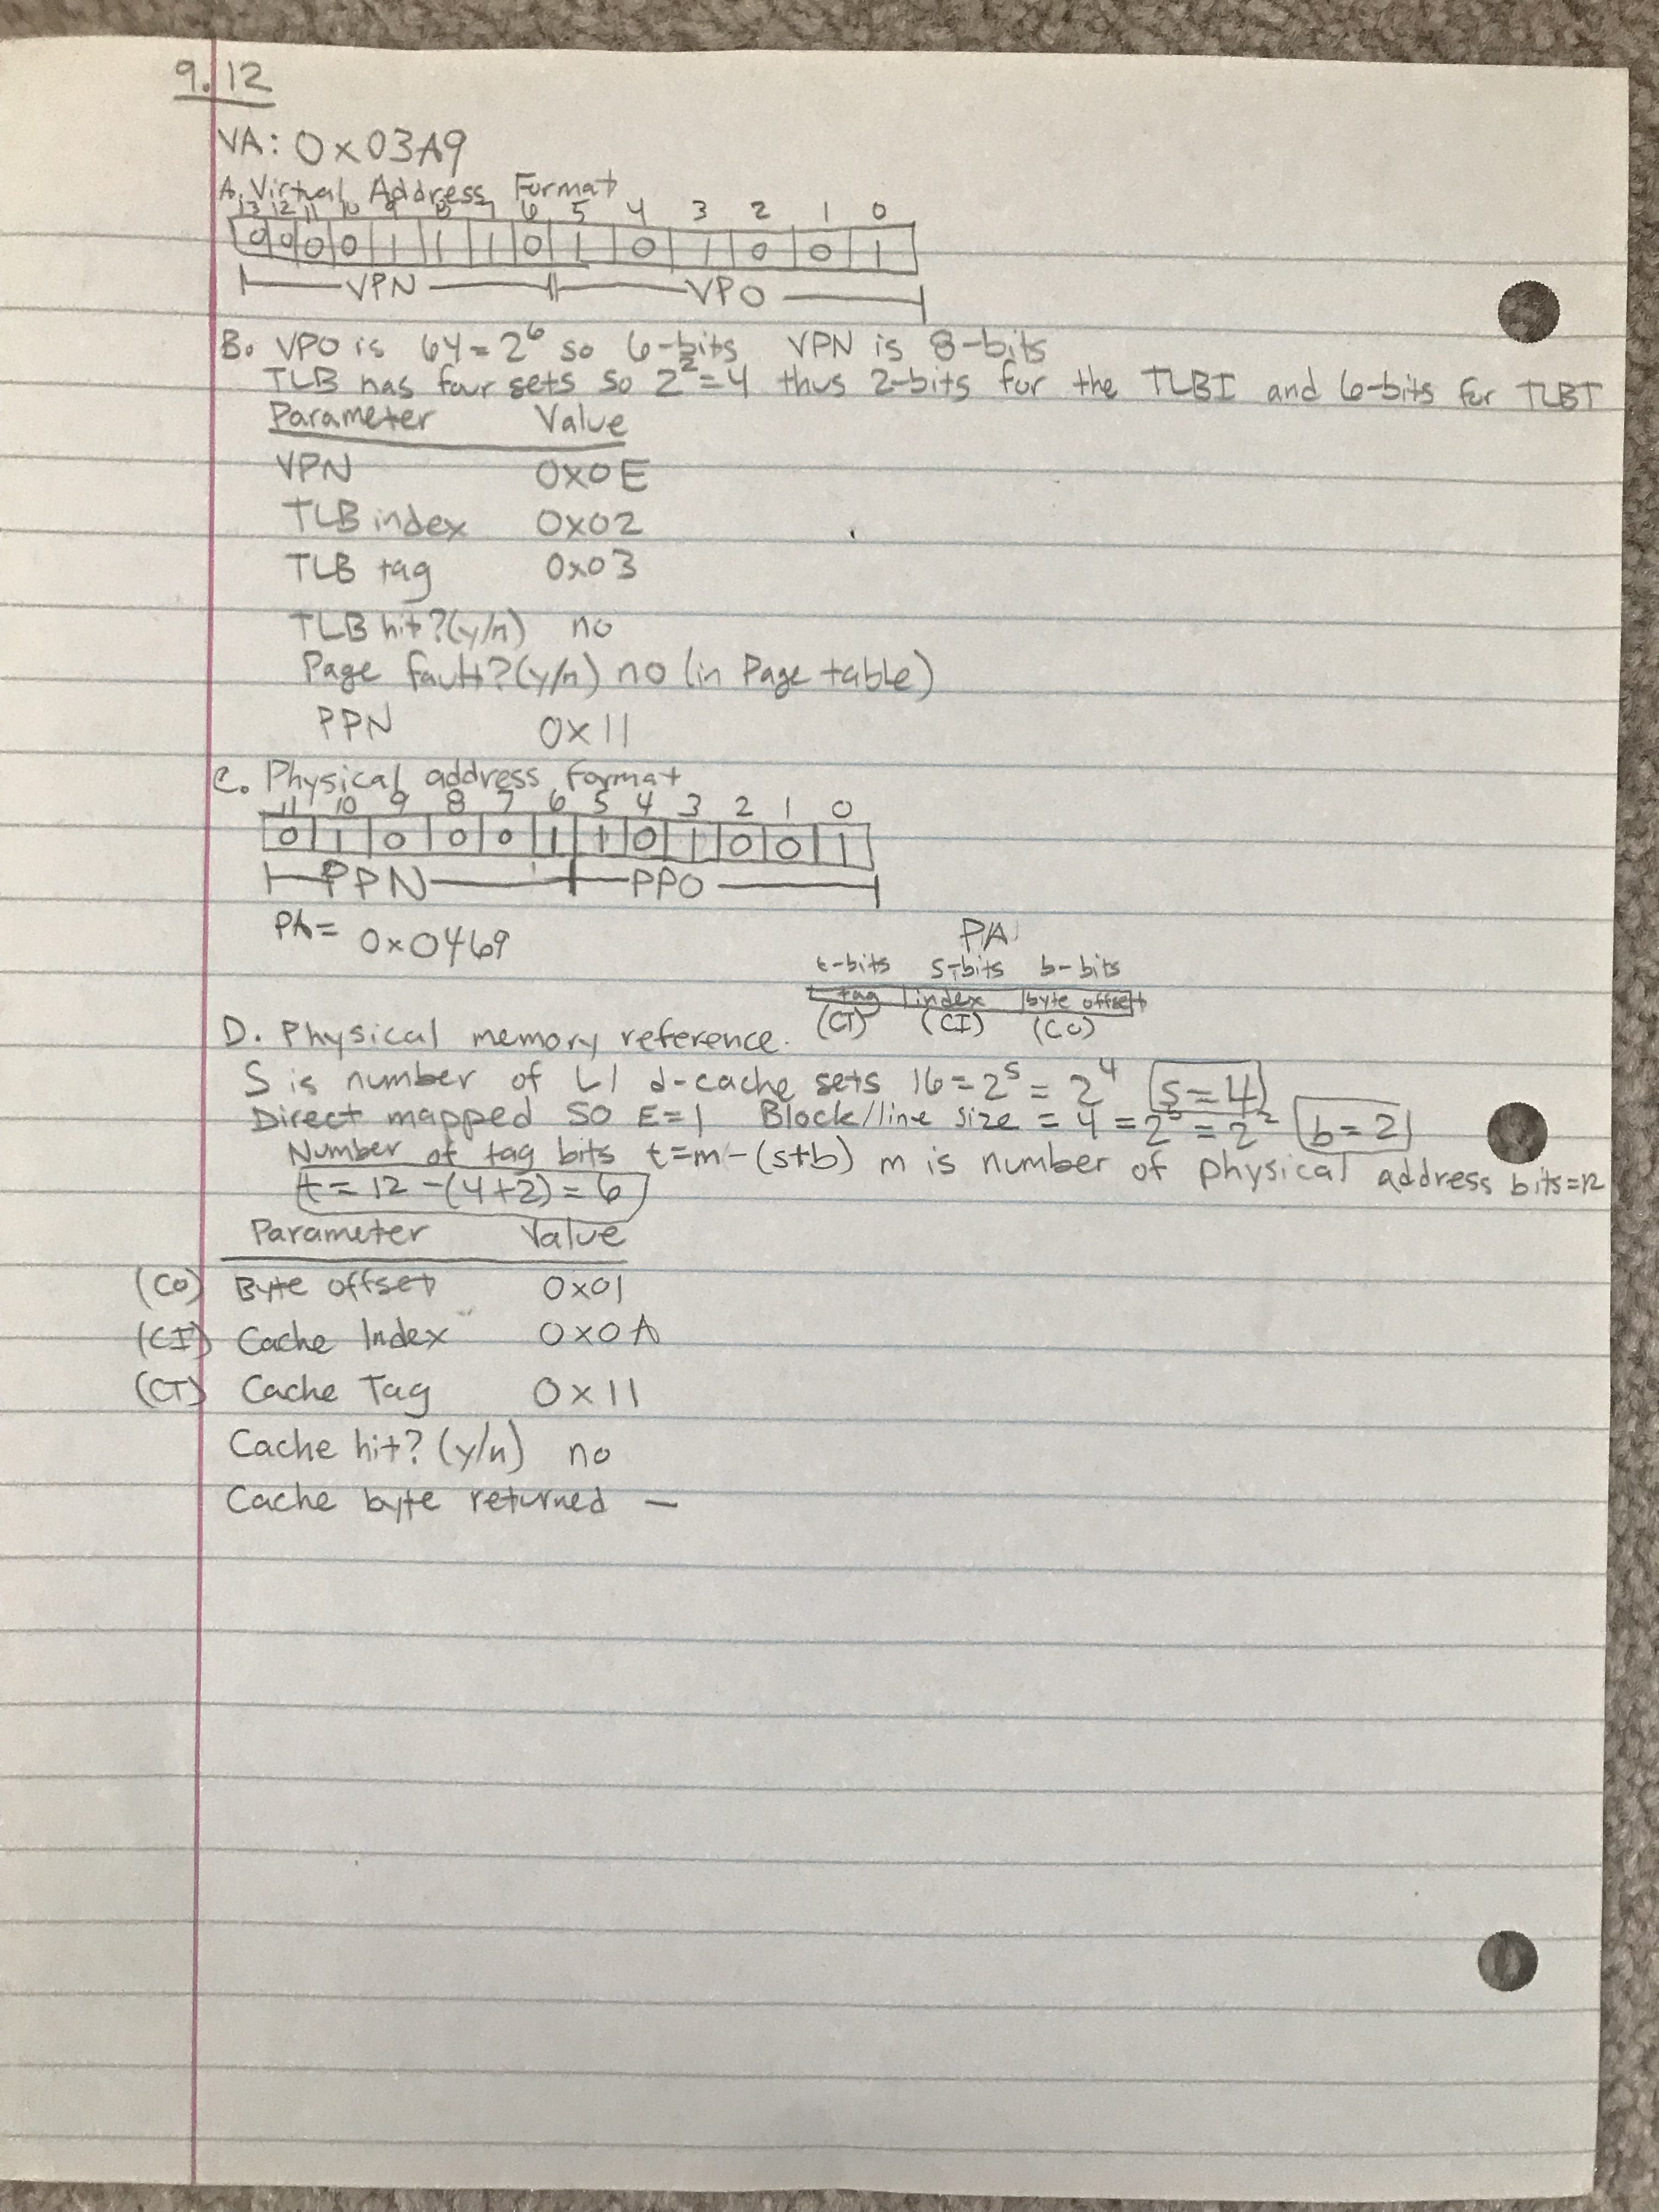 9.12
VA: 0x03A9
A. Virtual Address Format
13 12 11 10 9 8 7 6 5 4 3 2 1 0
0 0 0 0 1 1 1 0 1 0 1 0 0 1
VPN VPO
B. VPO is 64 = 2^6 so 6-bits VPN is 8-bits
TLB has four sets so 2^2 = 4 thus 2-bits for the TLBI and 6-bits for TLBT
Parameter Value
VPN 0x0E
TLB index 0x02
TLB tag 0x03
TLB hit? (y/n) no
Page fault? (y/n) no (in Page table)
PPN 0x11
C. Physical address format
11 10 9 8 7 6 5 4 3 2 1 0
0 1 0 0 0 1 1 0 1 0 0 1
PPN PPO
PA = 0x0469
PA
t-bits s-bits b-bits
tag index byte offset
(CT) (CI) (CO)
D. Physical memory reference.
S is number of L1 d-cache sets 16 = 2^s = 2^4 s = 4
Direct mapped so E = 1 Block/line size = 4 = 2^b = 2^2 b = 2
Number of tag bits t = m - (s+b) m is number of physical address bits = 12
t = 12 - (4+2) = 6
Parameter Value
(CO) Byte offset 0x01
(CI) Cache Index 0x0A
(CT) Cache Tag 0x11
Cache hit? (y/n) no
Cache byte returned —